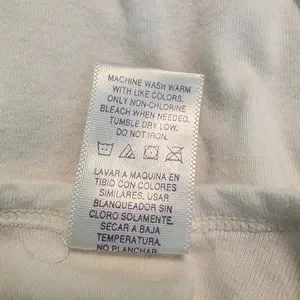 MACHINE WASH WARM
WITH LIKE COLORS.
ONLY NON-CHLORINE
BLEACH WHEN NEEDED.
TUMBLE DRY LOW.
DO NOT IRON.
LAVAR A MAQUINA EN
TIBIO CON COLORES
SIMILARES, USAR
BLANQUEADOR SIN
CLORO SOLAMENTE,
SECAR A BAJA
TEMPERATURA.
NO PLANCHAR